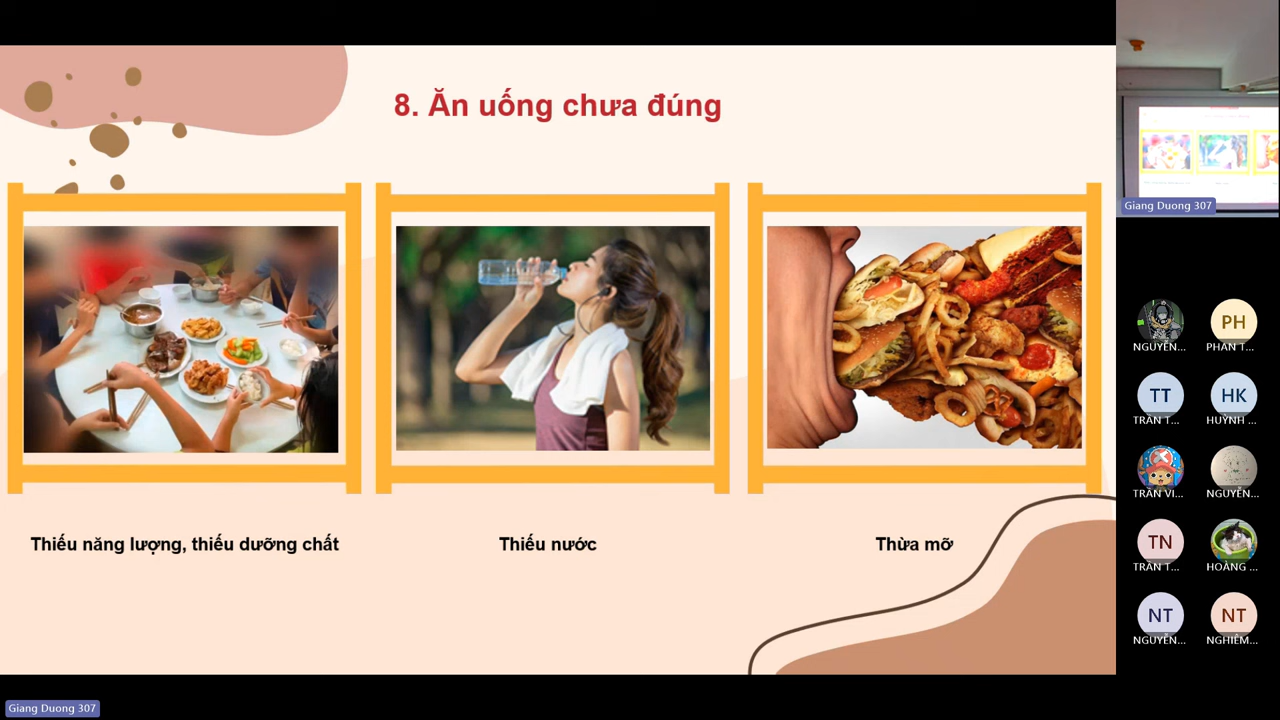 8. Ăn uống chưa đúng
Thiếu năng lượng, thiếu dưỡng chất
Thiếu nước
Thừa mỡ
Giang Duong 307
NGUYỄN...
PH
PHAN T...
TT
TRẦN T...
HK
HUỲNH ...
TRẦN VI...
NGUYỄN...
TN
TRẦN T...
HOÀNG ...
NT
NGUYỄN...
NT
NGHIÊM...
Giang Duong 307